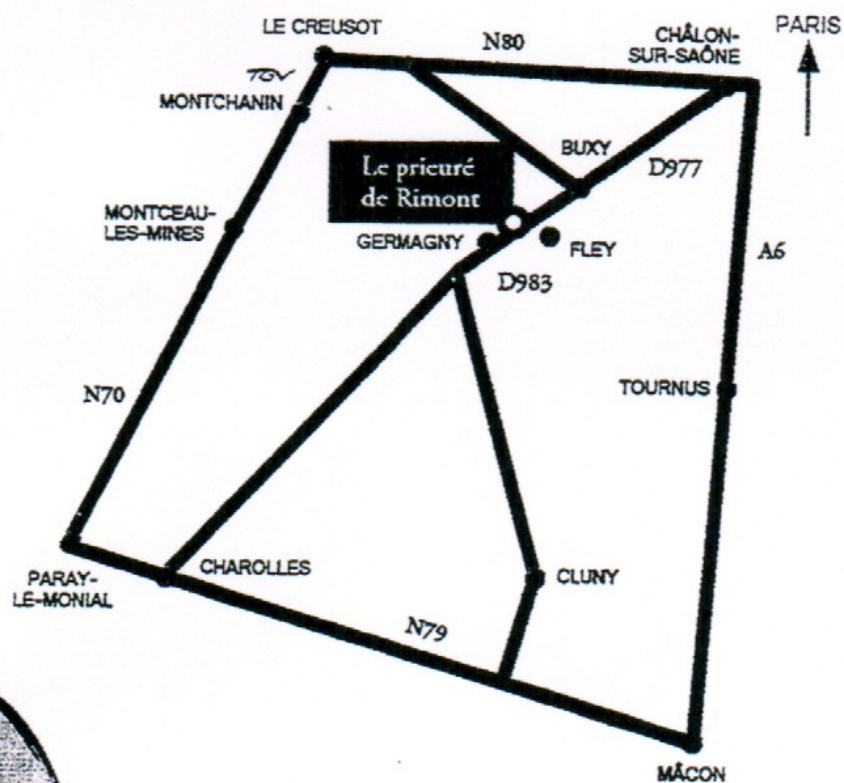 LE CREUSOT
N80
CHÂLON-
SUR-SAÔNE
PARIS
TGV
MONTCHANIN
BUXY
D977
Le prieuré
de Rimont
MONTCEAU-
LES-MINES
GERMAGNY
FLEY
A6
D983
N70
TOURNUS
PARAY-
LE-MONIAL
CHAROLLES
CLUNY
N79
MÂCON